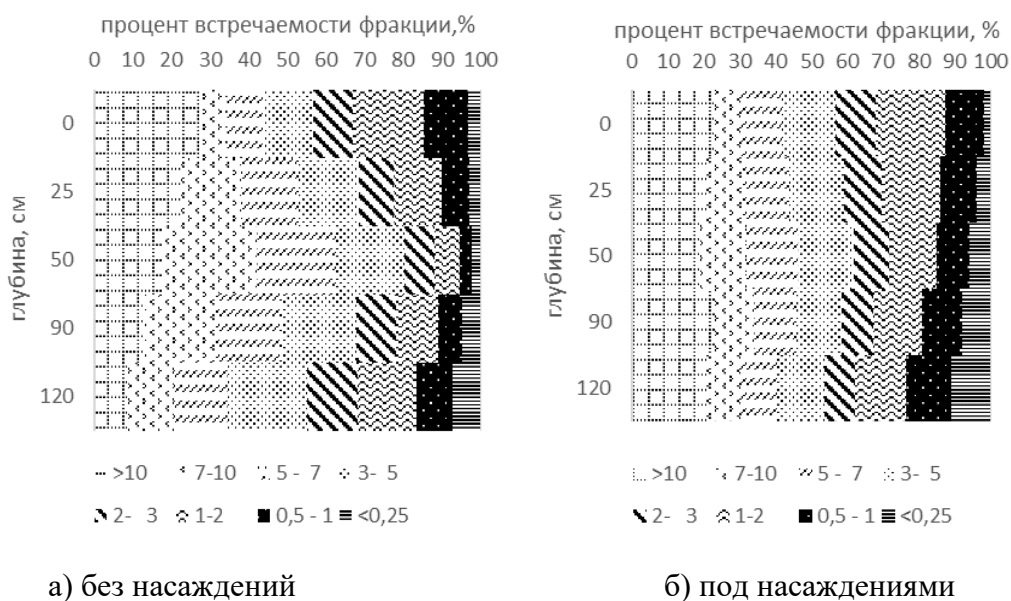 процент встречаемости фракции,%
0 10 20 30 40 50 60 70 80 90 100
глубина, см
0
25
50
90
120
>10 7-10 5 - 7 3- 5
2- 3 1-2 0,5 - 1 <0,25
а) без насаждений
процент встречаемости фракции, %
0 10 20 30 40 50 60 70 80 90 100
глубина, см
0
25
50
90
120
>10 7-10 5 - 7 3- 5
2- 3 1-2 0,5 - 1 <0,25
б) под насаждениями